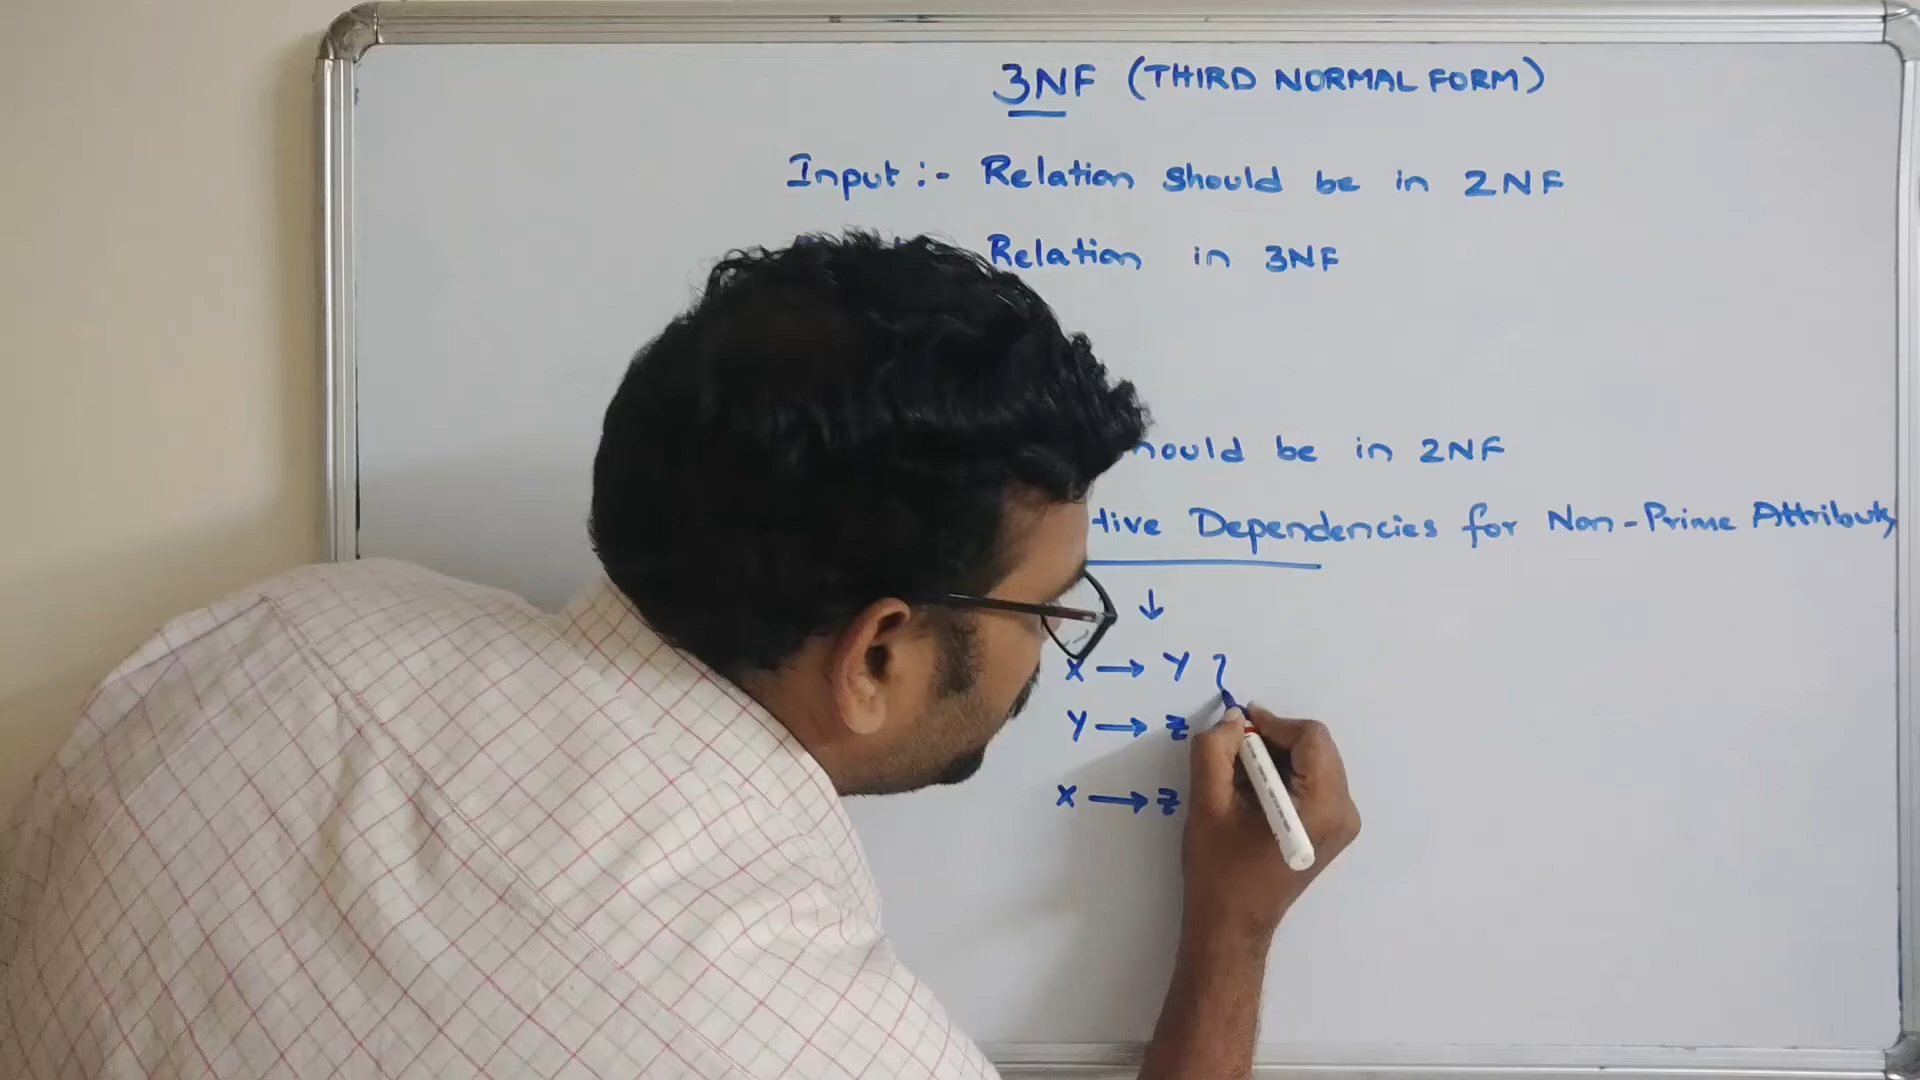 3NF (THIRD NORMAL FORM)
Input :- Relation should be in 2NF
Relation in 3NF
hould be in 2NF
tive Dependencies for Non-Prime Attributes
↓
X → Y }
Y → Z
X → Z